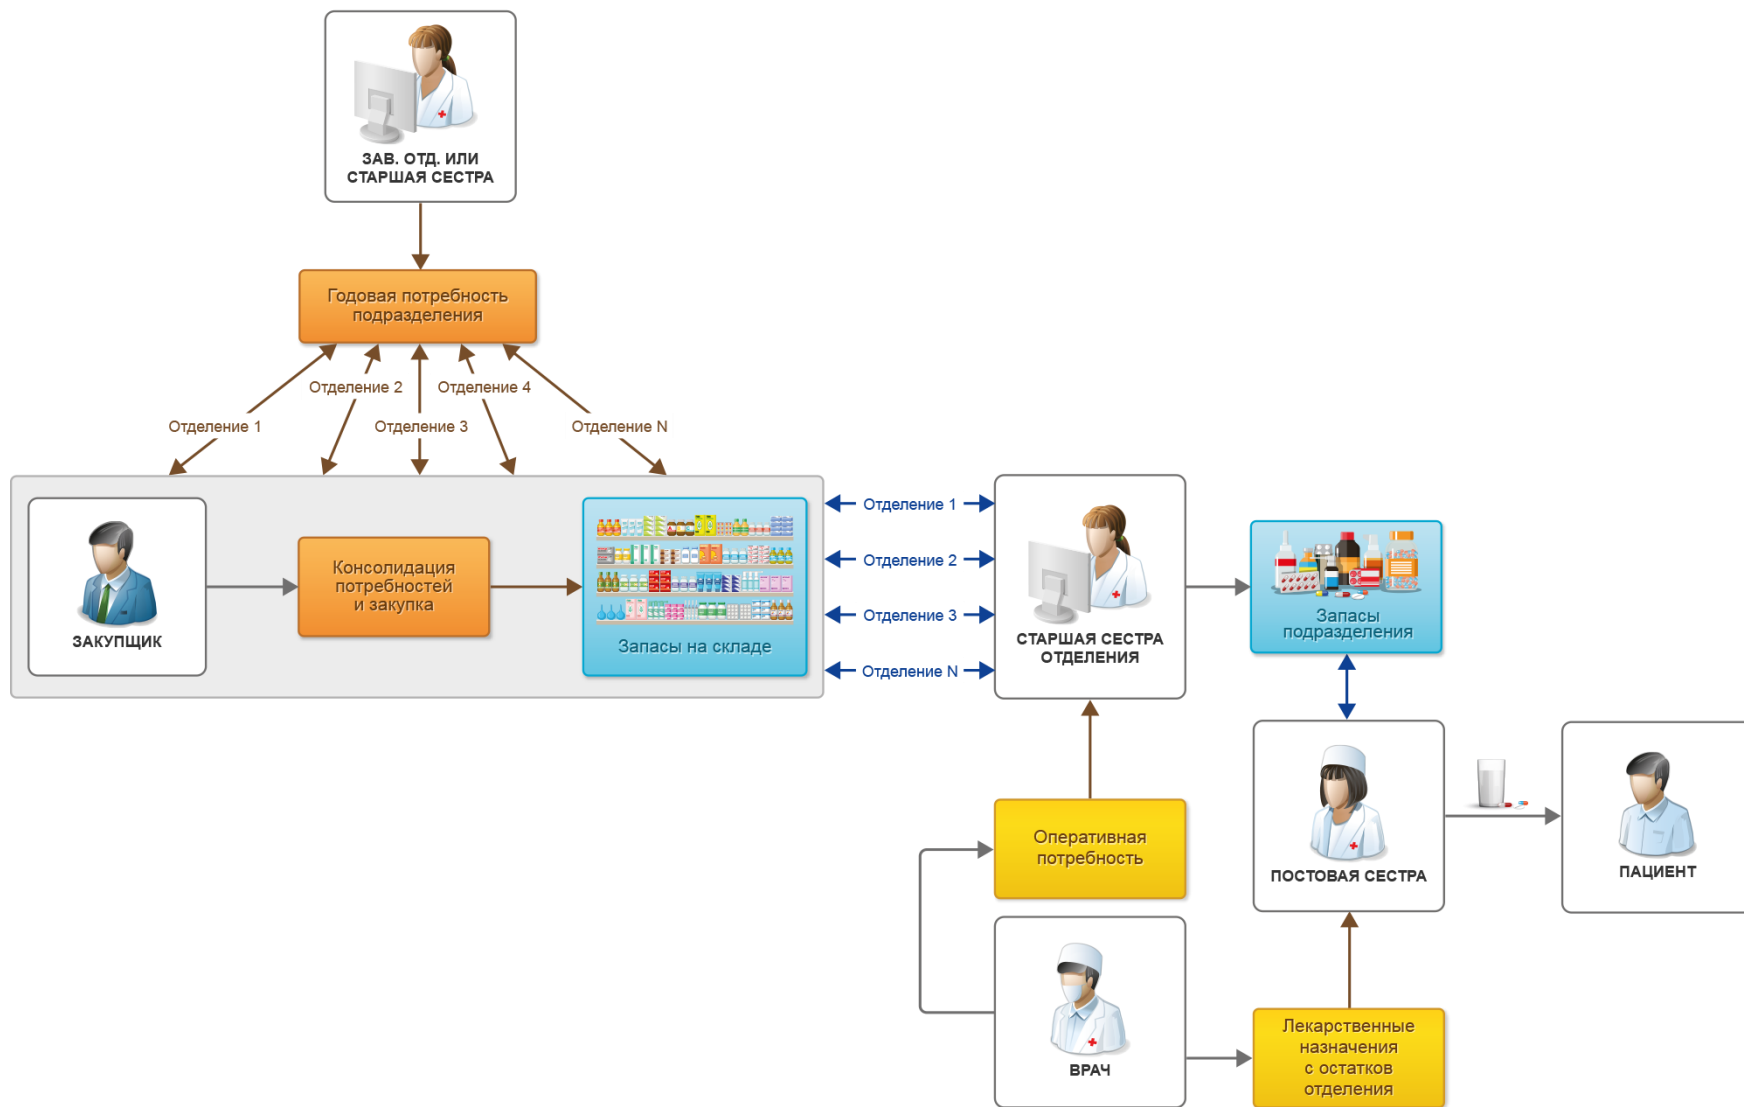 ЗАВ. ОТД. ИЛИ
СТАРШАЯ СЕСТРА
Годовая потребность
подразделения
Отделение 2
Отделение 4
Отделение 1
Отделение 3
Отделение N
ЗАКУПЩИК
Консолидация
потребностей
и закупка
Запасы на складе
Отделение 1
Отделение 2
Отделение 3
Отделение N
СТАРШАЯ СЕСТРА
ОТДЕЛЕНИЯ
Запасы
подразделения
Оперативная
потребность
ПОСТОВАЯ СЕСТРА
ПАЦИЕНТ
ВРАЧ
Лекарственные
назначения
с остатков
отделения